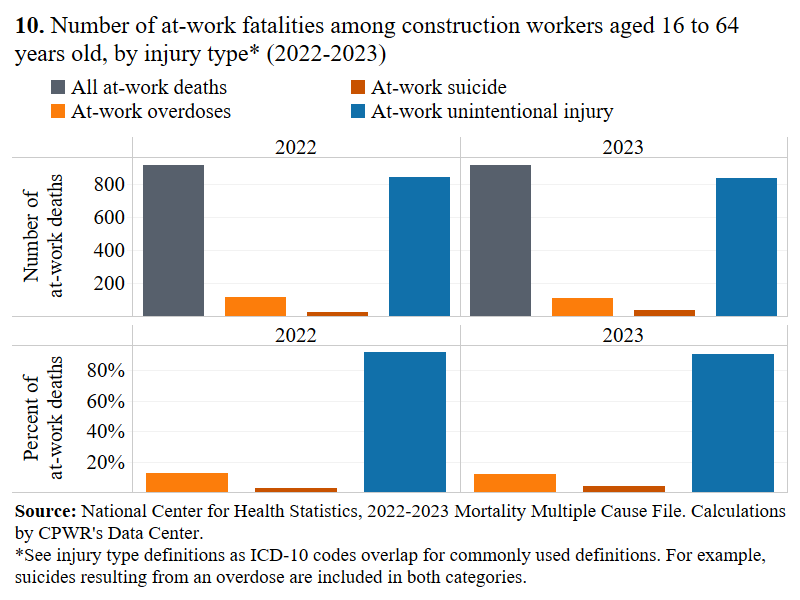 10. Number of at-work fatalities among construction workers aged 16 to 64
years old, by injury type* (2022-2023)
All at-work deaths
At-work suicide
At-work overdoses
At-work unintentional injury
2022
2023
Number of
at-work deaths
800
600
400
200
2022
2023
Percent of
at-work deaths
80%
60%
40%
20%
Source: National Center for Health Statistics, 2022-2023 Mortality Multiple Cause File. Calculations
by CPWR's Data Center.
*See injury type definitions as ICD-10 codes overlap for commonly used definitions. For example,
suicides resulting from an overdose are included in both categories.